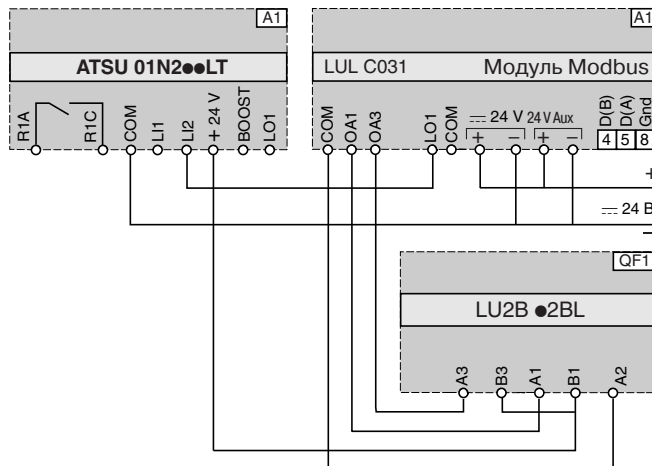 A1
ATSU 01N2●●LT
R1A
R1C
COM
LI1
LI2
+ 24 V
BOOST
LO1
A1
LUL C031
Модуль Modbus
COM
OA1
OA3
LO1
COM
⎓ 24 V
+
−
24 V Aux
+
−
D(B)
D(A)
Gnd
4
5
8
+
⎓ 24 В
−
QF1
LU2B ●2BL
A3
B3
A1
B1
A2